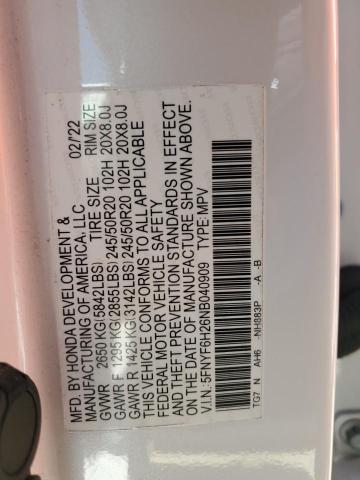 MFD. BY HONDA DEVELOPMENT &
MANUFACTURING OF AMERICA, LLC 02/'22
TIRE SIZE RIM SIZE
GVWR 2650 KG(5842LBS)
GAWR F 1295 KG(2855LBS) 245/50R20 102H 20X8.0J
GAWR R 1425 KG(3142LBS) 245/50R20 102H 20X8.0J
THIS VEHICLE CONFORMS TO ALL APPLICABLE
FEDERAL MOTOR VEHICLE SAFETY
AND THEFT PREVENTION STANDARDS IN EFFECT
ON THE DATE OF MANUFACTURE SHOWN ABOVE.
V.I.N.: 5FNYF6H26NB040909 TYPE: MPV
TG7 N AH6 -NH883P -A -B